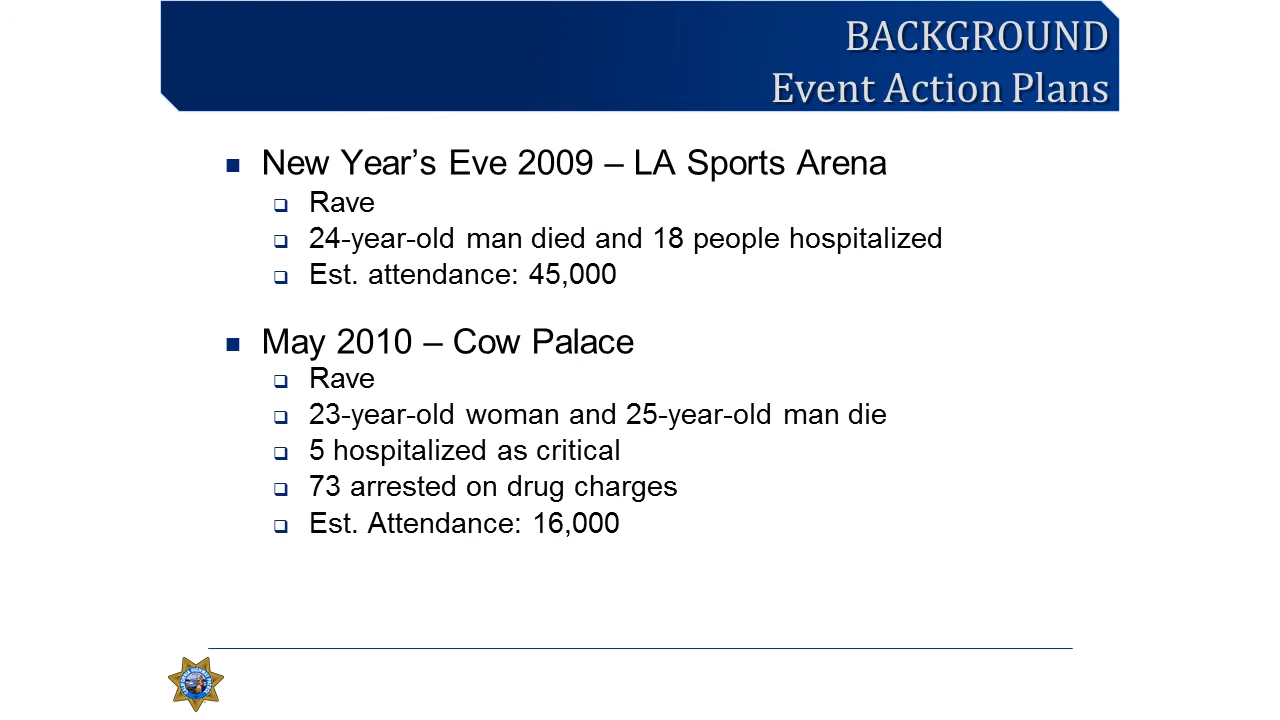 BACKGROUND
Event Action Plans
New Year’s Eve 2009 – LA Sports Arena
Rave
24-year-old man died and 18 people hospitalized
Est. attendance: 45,000
May 2010 – Cow Palace
Rave
23-year-old woman and 25-year-old man die
5 hospitalized as critical
73 arrested on drug charges
Est. Attendance: 16,000